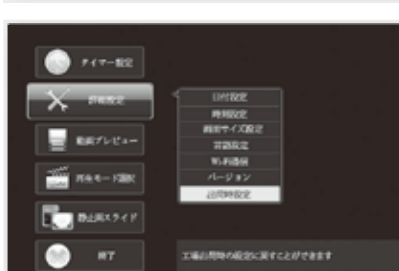 タイマー設定
詳細設定
動画プレビュー
再生モード選択
静止画スライド
終了
日付設定
時刻設定
画面サイズ設定
言語設定
Wi-Fi通信
バージョン
出荷時設定
工場出荷時の設定に戻すことができます